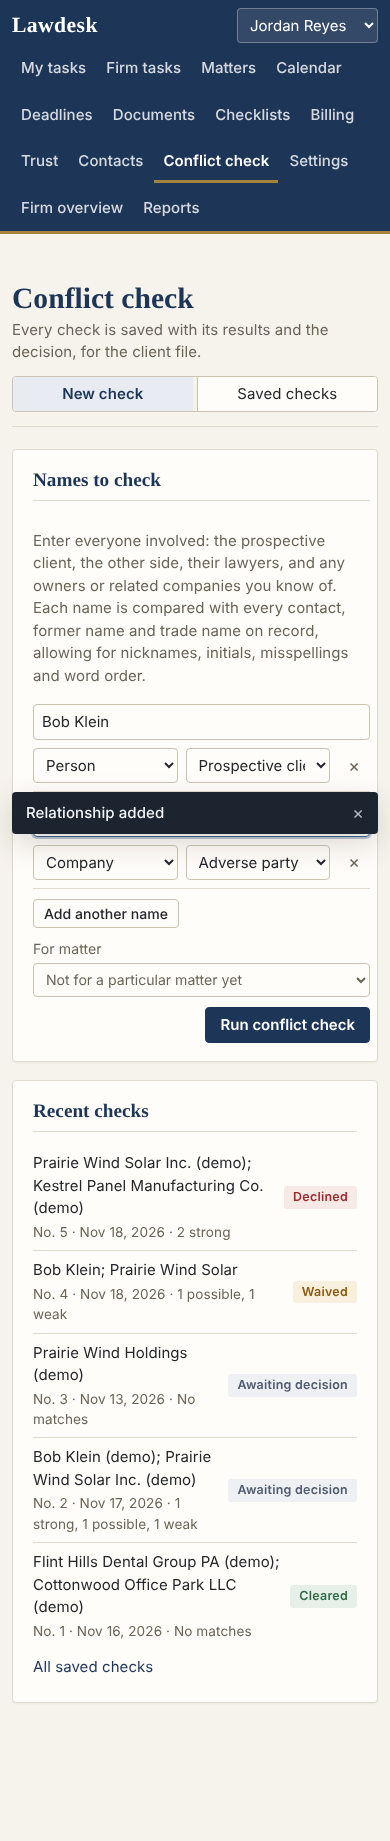 Lawdesk
Jordan Reyes
My tasks Firm tasks Matters Calendar
Deadlines Documents Checklists Billing
Trust Contacts Conflict check Settings
Firm overview Reports
Conflict check
Every check is saved with its results and the
decision, for the client file.
New check Saved checks
Names to check
Enter everyone involved: the prospective
client, the other side, their lawyers, and any
owners or related companies you know of.
Each name is compared with every contact,
former name and trade name on record,
allowing for nicknames, initials, misspellings
and word order.
Bob Klein
Person Prospective clie ×
Relationship added ×
Company Adverse party ×
Add another name
For matter
Not for a particular matter yet
Run conflict check
Recent checks
Prairie Wind Solar Inc. (demo);
Kestrel Panel Manufacturing Co.
(demo)
Declined
No. 5 · Nov 18, 2026 · 2 strong
Bob Klein; Prairie Wind Solar
No. 4 · Nov 18, 2026 · 1 possible, 1
weak
Waived
Prairie Wind Holdings
(demo)
No. 3 · Nov 13, 2026 · No
matches
Awaiting decision
Bob Klein (demo); Prairie
Wind Solar Inc. (demo)
No. 2 · Nov 17, 2026 · 1
strong, 1 possible, 1 weak
Awaiting decision
Flint Hills Dental Group PA (demo);
Cottonwood Office Park LLC
(demo)
Cleared
No. 1 · Nov 16, 2026 · No matches
All saved checks